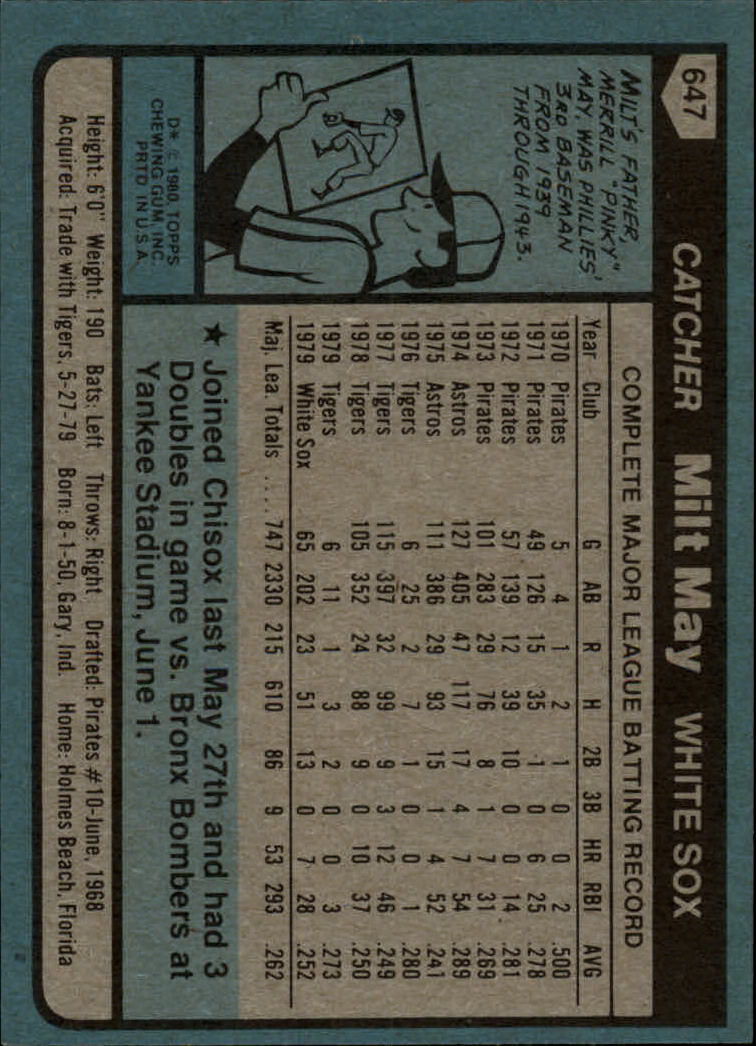 647
CATCHER Milt May WHITE SOX
MILT'S FATHER,
MERRILL "PINKY"
MAY, WAS PHILLIES'
3RD BASEMAN
FROM 1939
THROUGH 1943.
D* © 1980, TOPPS
CHEWING GUM, INC.
PRTD IN U.S.A.
COMPLETE MAJOR LEAGUE BATTING RECORD
Year Club G AB R H 2B 3B HR RBI AVG
1970 Pirates 5 4 1 2 1 0 0 2 .500
1971 Pirates 49 126 15 35 1 0 6 25 .278
1972 Pirates 57 139 12 39 10 0 0 14 .281
1973 Pirates 101 283 29 76 8 1 7 31 .269
1974 Astros 127 405 47 117 17 4 7 54 .289
1975 Astros 111 386 29 93 15 1 4 52 .241
1976 Tigers 6 25 2 7 1 0 0 1 .280
1977 Tigers 115 397 32 99 9 3 12 46 .249
1978 Tigers 105 352 24 88 9 0 10 37 .250
1979 Tigers 6 11 1 3 2 0 0 3 .273
1979 White Sox 65 202 23 51 13 0 7 28 .252
Maj. Lea. Totals .... 747 2330 215 610 86 9 53 293 .262
★ Joined Chisox last May 27th and had 3
Doubles in game vs. Bronx Bombers at
Yankee Stadium, June 1.
Height: 6'0" Weight: 190 Bats: Left Throws: Right Drafted: Pirates #10-June, 1968
Acquired: Trade with Tigers, 5-27-79 Born: 8-1-50, Gary, Ind. Home: Holmes Beach, Florida